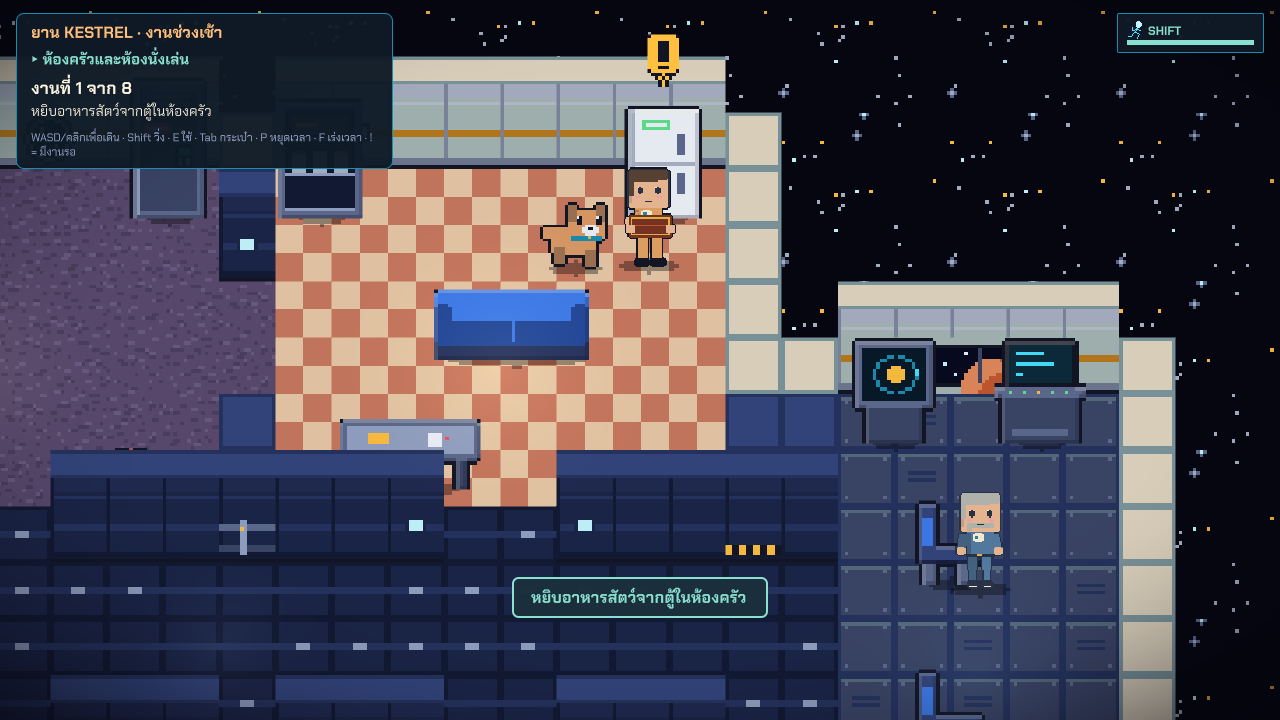 ยาน KESTREL · งานช่วงเช้า
▸ ห้องครัวและห้องนั่งเล่น
งานที่ 1 จาก 8
หยิบอาหารสัตว์จากตู้ในห้องครัว
WASD/คลิกเพื่อเดิน · Shift วิ่ง · E ใช้ · Tab กระเป๋า · P หยุดเวลา · F เร่งเวลา · !
= มีงานรอ
SHIFT
หยิบอาหารสัตว์จากตู้ในห้องครัว